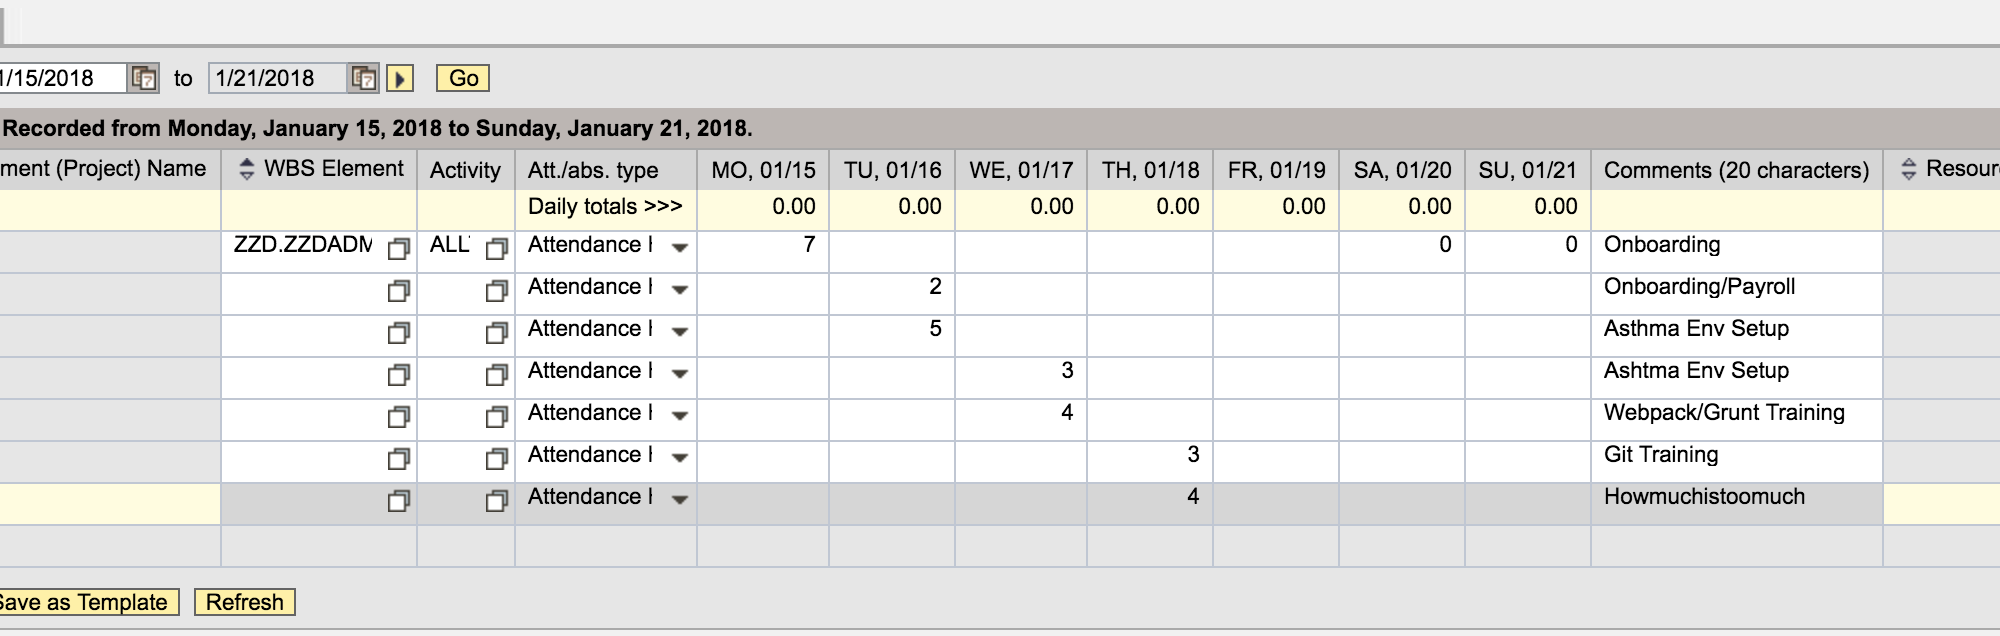 1/15/2018 to 1/21/2018 Go
Recorded from Monday, January 15, 2018 to Sunday, January 21, 2018.
ment (Project) Name WBS Element Activity Att./abs. type MO, 01/15 TU, 01/16 WE, 01/17 TH, 01/18 FR, 01/19 SA, 01/20 SU, 01/21 Comments (20 characters) Resour
Daily totals >>> 0.00 0.00 0.00 0.00 0.00 0.00 0.00
ZZD.ZZDADM ALL Attendance 7 0 0 Onboarding
Attendance 2 Onboarding/Payroll
Attendance 5 Asthma Env Setup
Attendance 3 Ashtma Env Setup
Attendance 4 Webpack/Grunt Training
Attendance 3 Git Training
Attendance 4 Howmuchistoomuch
Save as Template Refresh